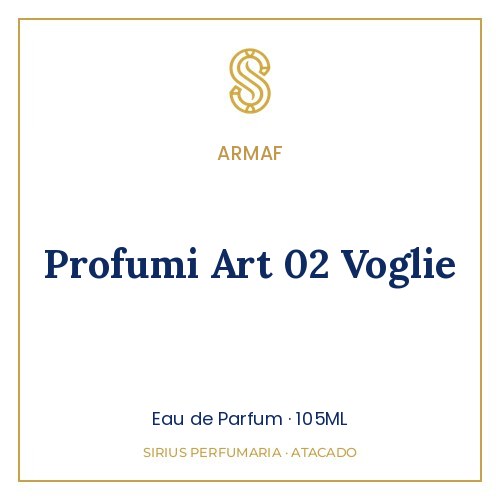 ARMAF
Profumi Art 02 Voglie
Eau de Parfum · 105ML
SIRIUS PERFUMARIA · ATACADO